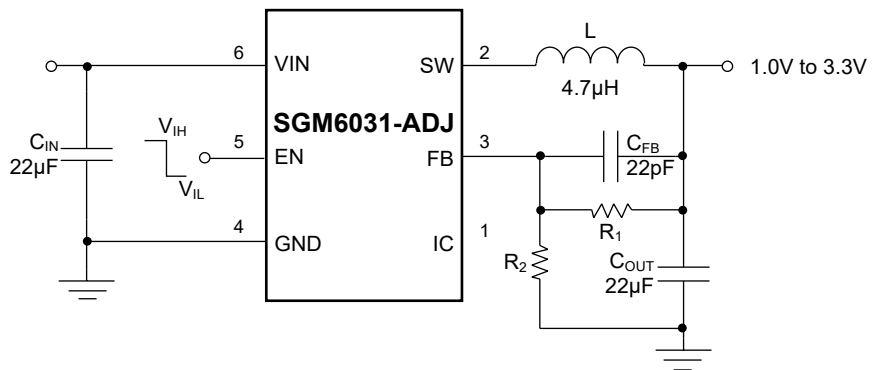 L
6
VIN
SW
2
1.0V to 3.3V
4.7µH
SGM6031-ADJ
VIH
CIN
22µF
5
EN
FB
3
CFB
22pF
VIL
4
GND
IC
1
R1
R2
COUT
22µF